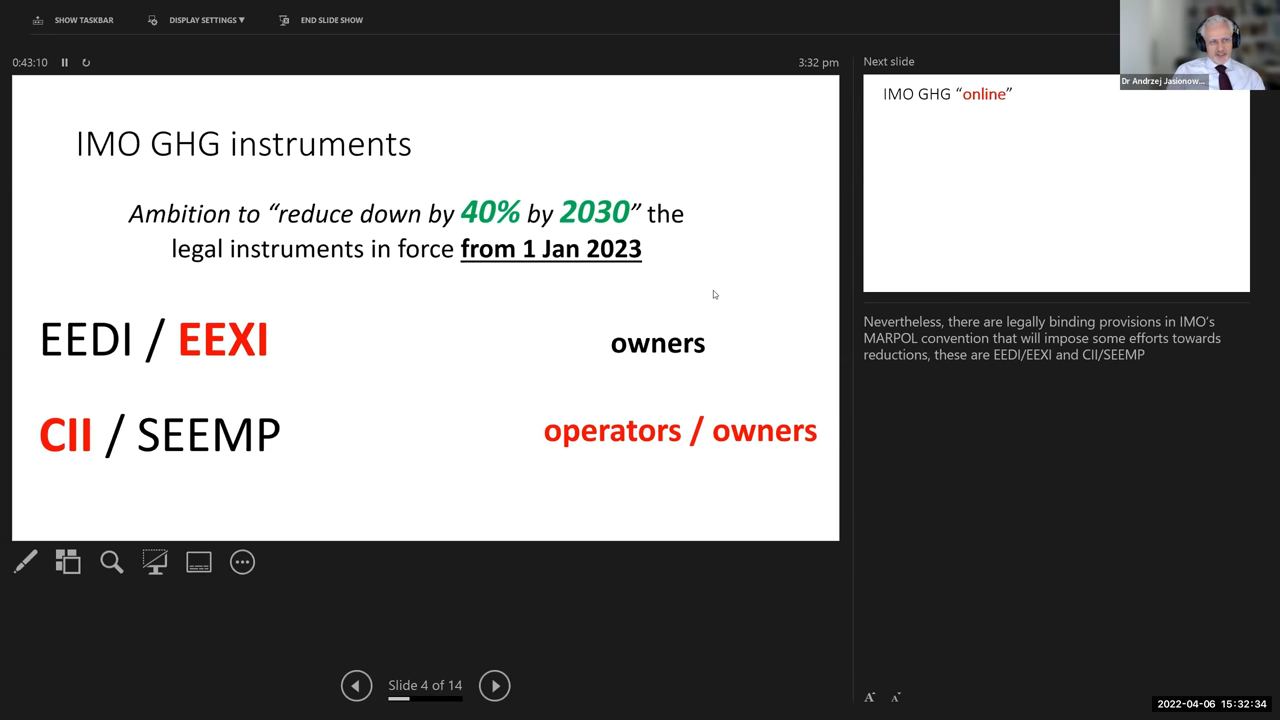 SHOW TASKBAR
DISPLAY SETTINGS ▼
END SLIDE SHOW
0:43:10
3:32 pm
IMO GHG instruments
Ambition to “reduce down by 40% by 2030” the
legal instruments in force from 1 Jan 2023
EEDI / EEXI
owners
CII / SEEMP
operators / owners
Slide 4 of 14
Next slide
IMO GHG “online”
Nevertheless, there are legally binding provisions in IMO’s
MARPOL convention that will impose some efforts towards
reductions, these are EEDI/EEXI and CII/SEEMP
A A
Dr Andrzej Jasionow...
2022-04-06 15:32:34